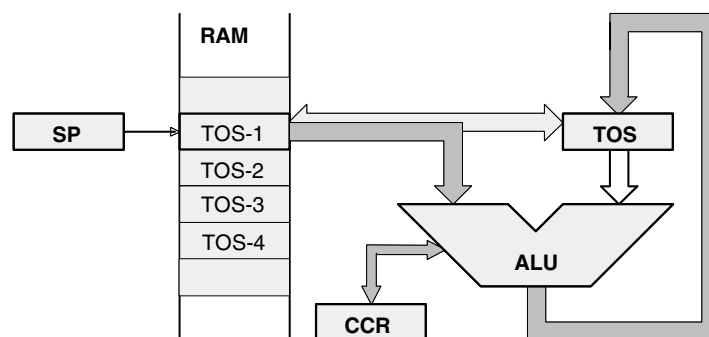 RAM
SP
TOS-1
TOS
TOS-2
TOS-3
TOS-4
ALU
CCR